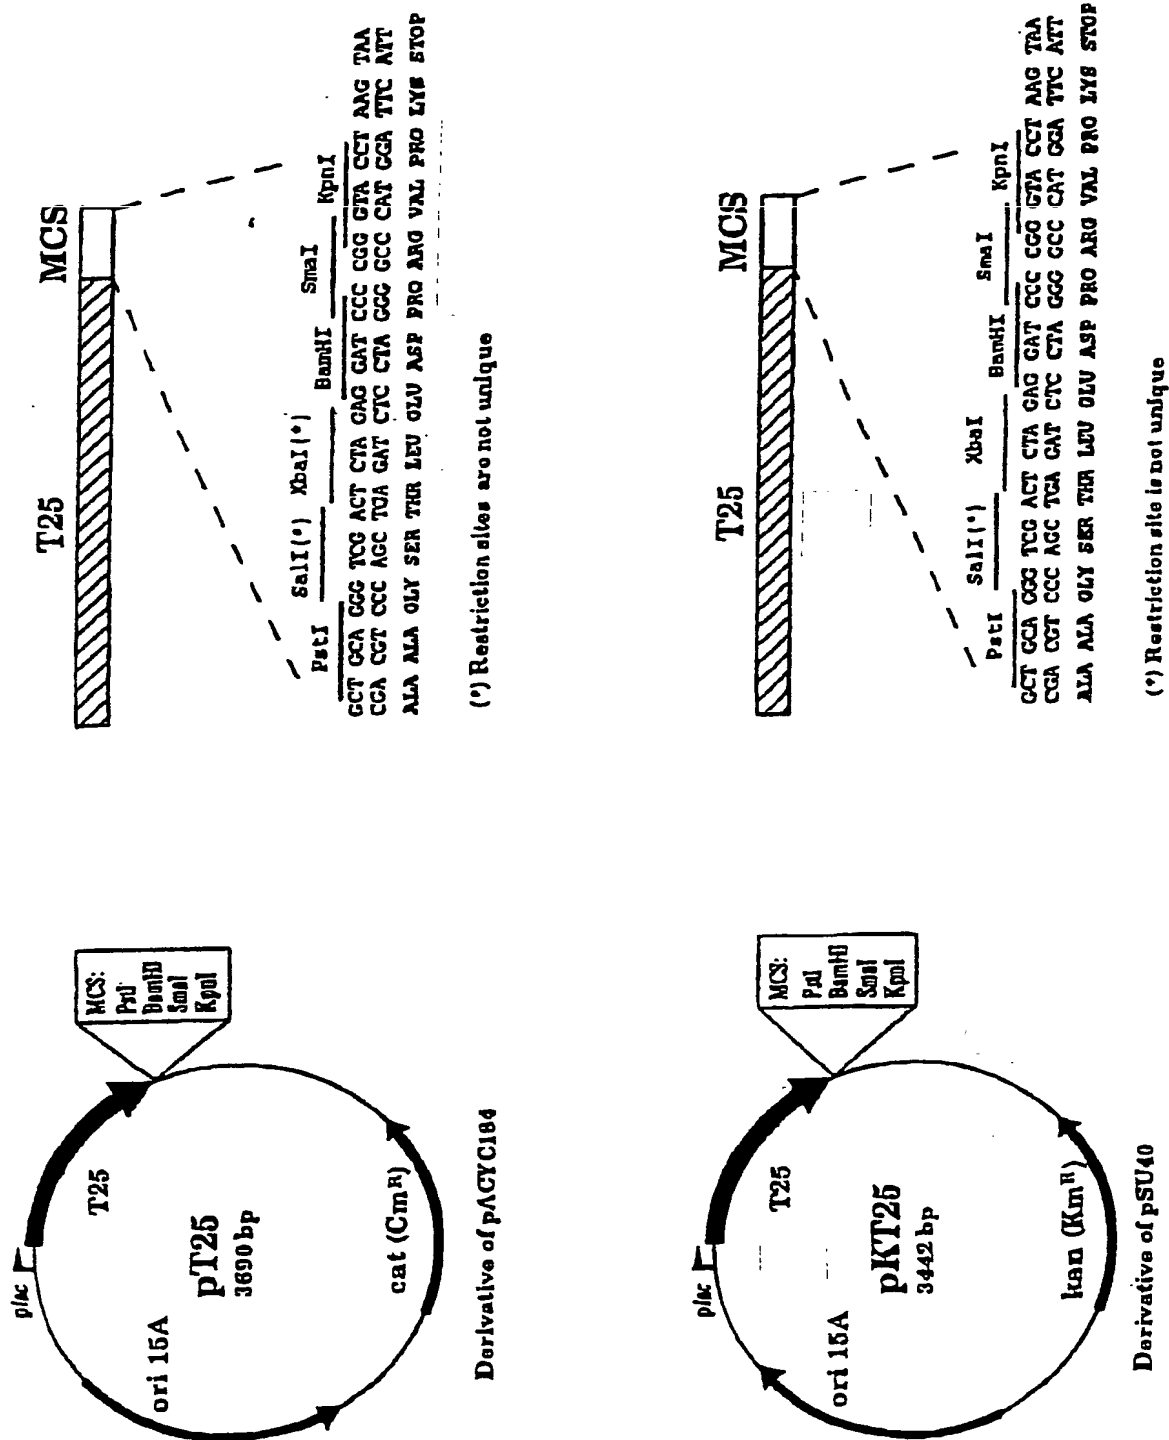 plac
T25
ori 15A
pT25
3690 bp
cat (CmR)
MCS:
PstI
BamHI
SmaI
KpnI
Derivative of pACYC184
T25
MCS
PstI SalI(*) XbaI(*) BamHI SmaI KpnI
GCT GCA GGG TCG ACT CTA GAG GAT CCC CGG GTA CCT AAG TAA
CGA CGT CCC AGC TGA GAT CTC CTA GGG GCC CAT GGA TTC ATT
ALA ALA GLY SER THR LEU GLU ASP PRO ARG VAL PRO LYS STOP
(*) Restriction sites are not unique
plac
T25
ori 15A
pKT25
3442 bp
kan (KmR)
MCS:
PstI
BamHI
SmaI
KpnI
Derivative of pSU40
T25
MCS
PstI SalI(*) XbaI BamHI SmaI KpnI
GCT GCA GGG TCG ACT CTA GAG GAT CCC CGG GTA CCT AAG TAA
CGA CGT CCC AGC TGA GAT CTC CTA GGG GCC CAT GGA TTC ATT
ALA ALA GLY SER THR LEU GLU ASP PRO ARG VAL PRO LYS STOP
(*) Restriction site is not unique